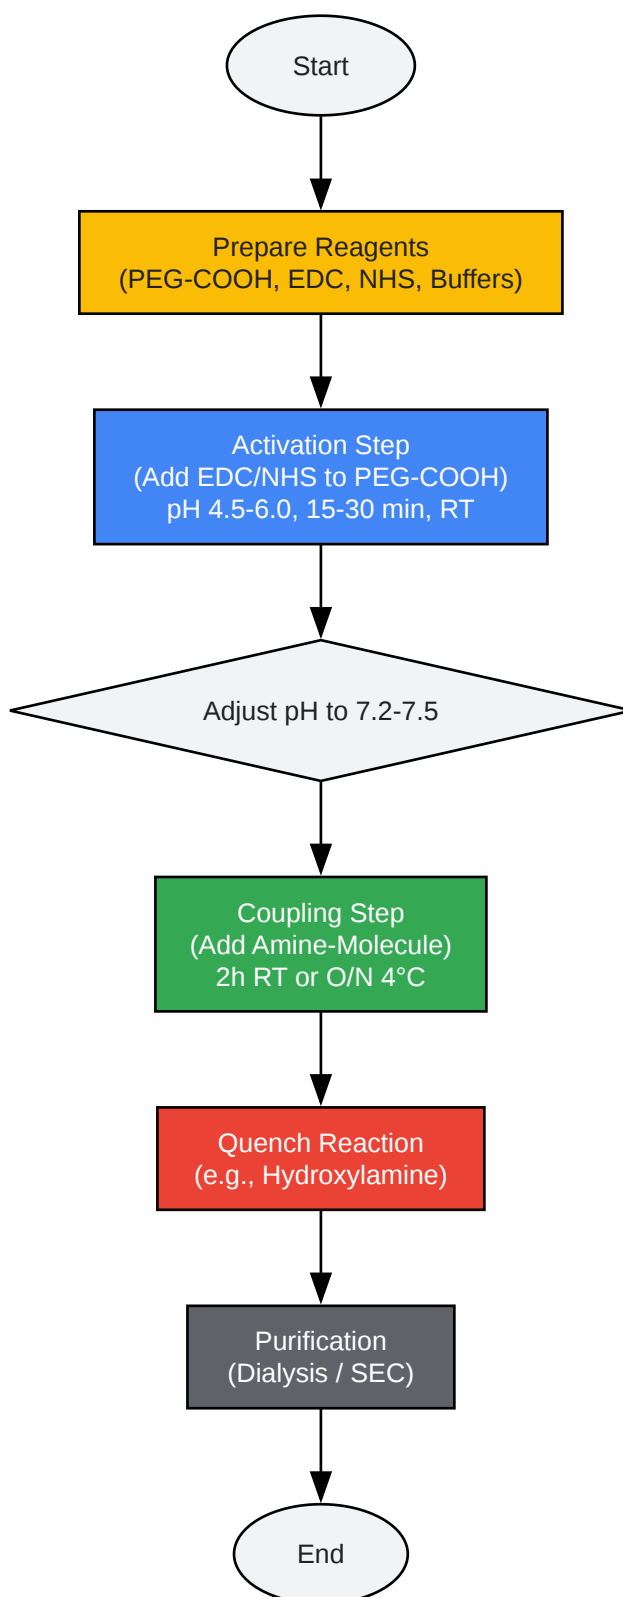 Start
Prepare Reagents
(PEG-COOH, EDC, NHS, Buffers)
Activation Step
(Add EDC/NHS to PEG-COOH)
pH 4.5-6.0, 15-30 min, RT
Adjust pH to 7.2-7.5
Coupling Step
(Add Amine-Molecule)
2h RT or O/N 4°C
Quench Reaction
(e.g., Hydroxylamine)
Purification
(Dialysis / SEC)
End